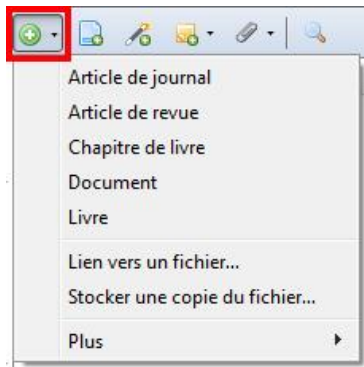 Article de journal
Article de revue
Chapitre de livre
Document
Livre
Lien vers un fichier...
Stocker une copie du fichier...
Plus